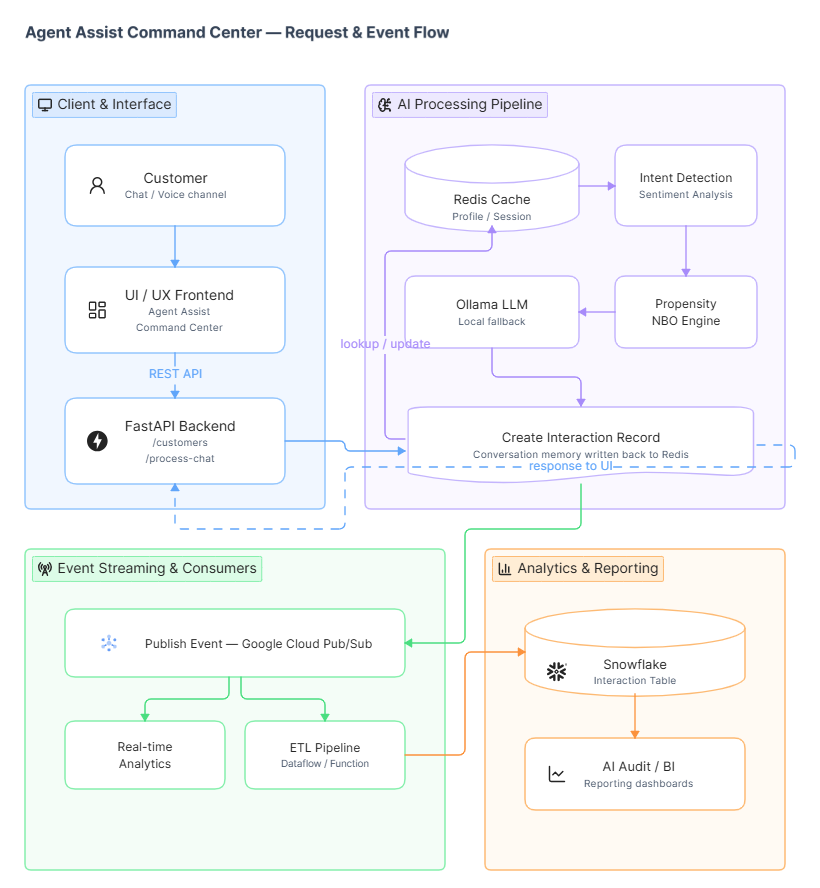 Agent Assist Command Center — Request & Event Flow
Client & Interface
Customer
Chat / Voice channel
UI / UX Frontend
Agent Assist
Command Center
REST API
FastAPI Backend
/customers
/process-chat
AI Processing Pipeline
Redis Cache
Profile / Session
Intent Detection
Sentiment Analysis
Ollama LLM
Local fallback
Propensity
NBO Engine
lookup / update
Create Interaction Record
Conversation memory written back to Redis
response to UI
Event Streaming & Consumers
Publish Event — Google Cloud Pub/Sub
Real-time
Analytics
ETL Pipeline
Dataflow / Function
Analytics & Reporting
Snowflake
Interaction Table
AI Audit / BI
Reporting dashboards